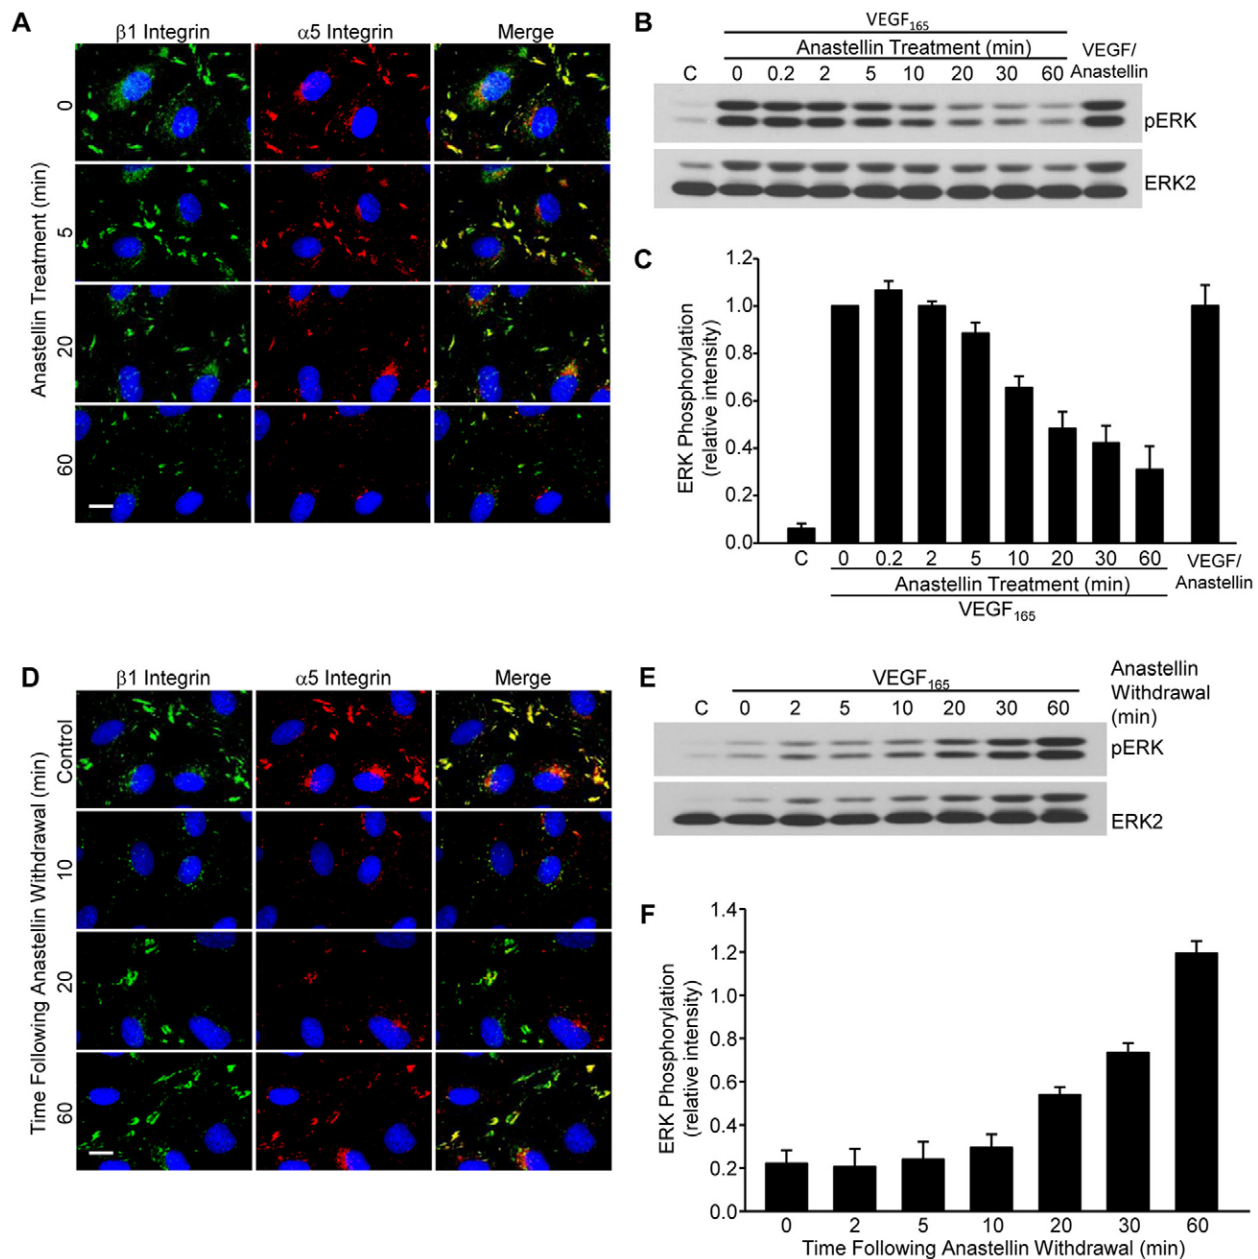 A
β1 Integrin α5 Integrin Merge
Anastellin Treatment (min)
0
5
20
60
B
VEGF165
Anastellin Treatment (min)
VEGF/
Anastellin
C 0 0.2 2 5 10 20 30 60
pERK
ERK2
C
ERK Phosphorylation
(relative intensity)
1.2
1.0
0.8
0.6
0.4
0.2
0.0
C 0 0.2 2 5 10 20 30 60
VEGF/
Anastellin
Anastellin Treatment (min)
VEGF165
D
β1 Integrin α5 Integrin Merge
Time Following Anastellin Withdrawal (min)
Control
10
20
60
E
VEGF165
Anastellin
Withdrawal
(min)
C 0 2 5 10 20 30 60
pERK
ERK2
F
ERK Phosphorylation
(relative intensity)
1.4
1.2
1.0
0.8
0.6
0.4
0.2
0.0
0 2 5 10 20 30 60
Time Following Anastellin Withdrawal (min)